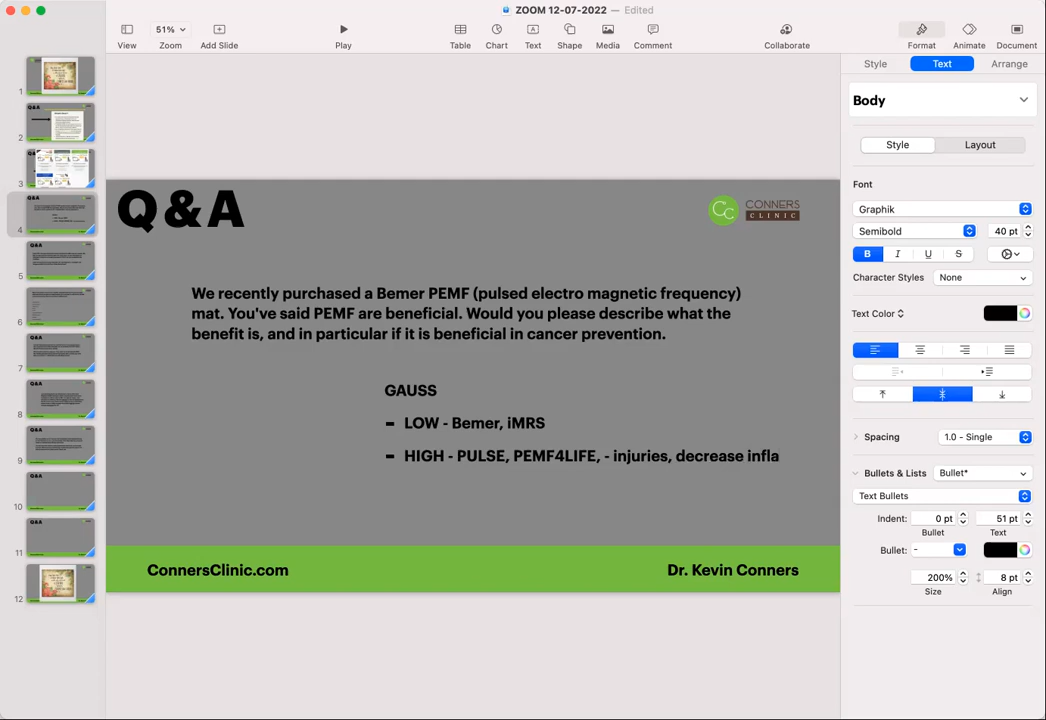 ZOOM 12-07-2022 — Edited
51%
View
Zoom
Add Slide
Play
Table
Chart
Text
Shape
Media
Comment
Collaborate
Format
Animate
Document
Style
Text
Arrange
Body
Style
Layout
Font
Graphik
Semibold
40 pt
B
I
U
S
Character Styles
None
Text Color
Spacing
1.0 - Single
Bullets & Lists
Bullet*
Text Bullets
Indent:
0 pt
51 pt
Bullet
Text
Bullet:
-
200%
8 pt
Size
Align
1
Q&A
2
3
Q&A
4
Q&A
5
Q&A
6
Q&A
7
Q&A
8
Q&A
9
Q&A
10
Q&A
11
12
Q&A
CC
CONNERS
CLINIC
We recently purchased a Bemer PEMF (pulsed electro magnetic frequency)
mat. You've said PEMF are beneficial. Would you please describe what the
benefit is, and in particular if it is beneficial in cancer prevention.
GAUSS
- LOW - Bemer, iMRS
- HIGH - PULSE, PEMF4LIFE, - injuries, decrease infla
ConnersClinic.com
Dr. Kevin Conners